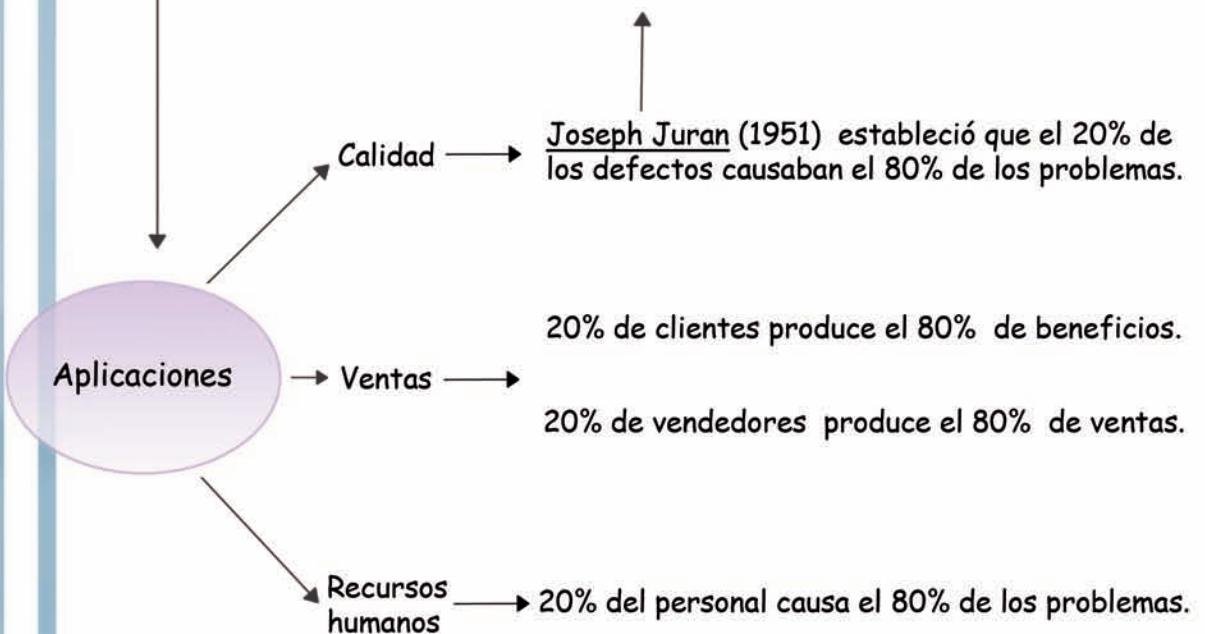 Calidad
Joseph Juran (1951) estableció que el 20% de
los defectos causaban el 80% de los problemas.
Aplicaciones
Ventas
20% de clientes produce el 80% de beneficios.
20% de vendedores produce el 80% de ventas.
Recursos
humanos
20% del personal causa el 80% de los problemas.